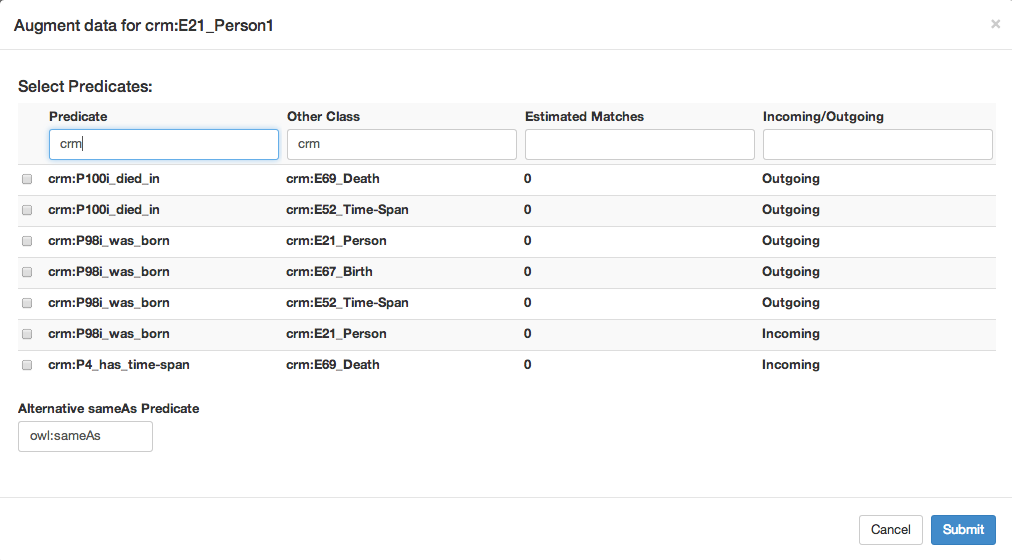 Augment data for crm:E21_Person1 ×
Select Predicates:
Predicate Other Class Estimated Matches Incoming/Outgoing
crm crm
crm:P100i_died_in crm:E69_Death 0 Outgoing
crm:P100i_died_in crm:E52_Time-Span 0 Outgoing
crm:P98i_was_born crm:E21_Person 0 Outgoing
crm:P98i_was_born crm:E67_Birth 0 Outgoing
crm:P98i_was_born crm:E52_Time-Span 0 Outgoing
crm:P98i_was_born crm:E21_Person 0 Incoming
crm:P4_has_time-span crm:E69_Death 0 Incoming
Alternative sameAs Predicate
owl:sameAs
Cancel Submit